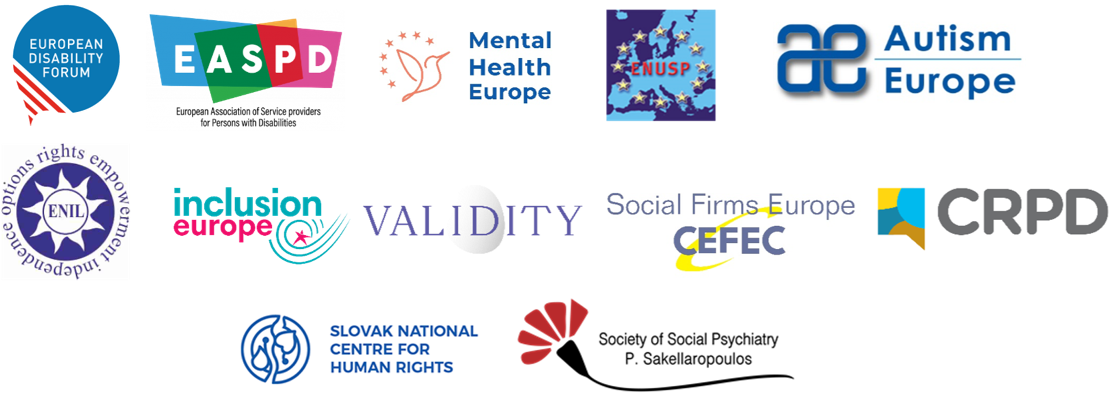 EUROPEAN
DISABILITY
FORUM
EASPD
European Association of Service providers
for Persons with Disabilities
Mental
Health
Europe
ENUSP
ae Autism
Europe
independence options rights empowerment
ENIL
inclusion
europe
VALIDITY
Social Firms Europe
CEFEC
CRPD
SLOVAK NATIONAL
CENTRE FOR
HUMAN RIGHTS
Society of Social Psychiatry
P. Sakellaropoulos